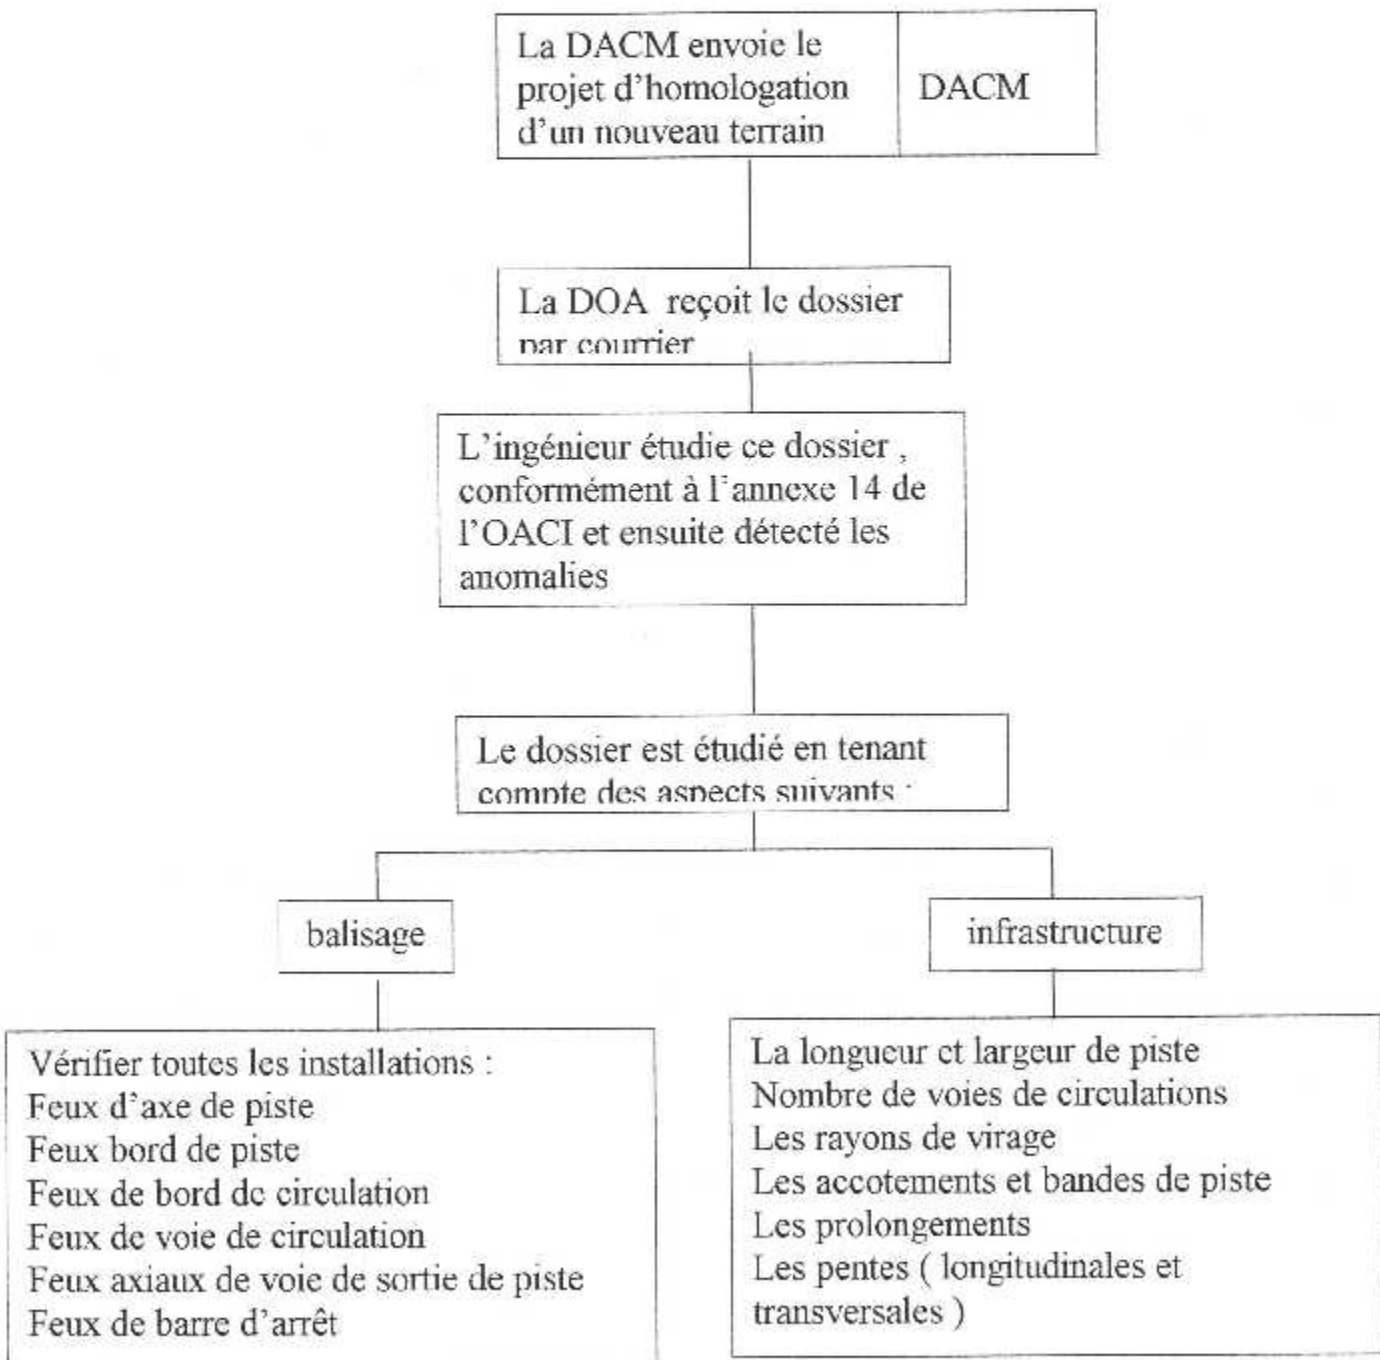 La DACM envoie le
projet d'homologation
d'un nouveau terrain
DACM
La DOA reçoit le dossier
par courrier
L'ingénieur étudie ce dossier ,
conformément à l'annexe 14 de
l'OACI et ensuite détecté les
anomalies
Le dossier est étudié en tenant
compte des aspects suivants :
balisage
infrastructure
Vérifier toutes les installations :
Feux d'axe de piste
Feux bord de piste
Feux de bord de circulation
Feux de voie de circulation
Feux axiaux de voie de sortie de piste
Feux de barre d'arrêt
La longueur et largeur de piste
Nombre de voies de circulations
Les rayons de virage
Les accotements et bandes de piste
Les prolongements
Les pentes ( longitudinales et
transversales )